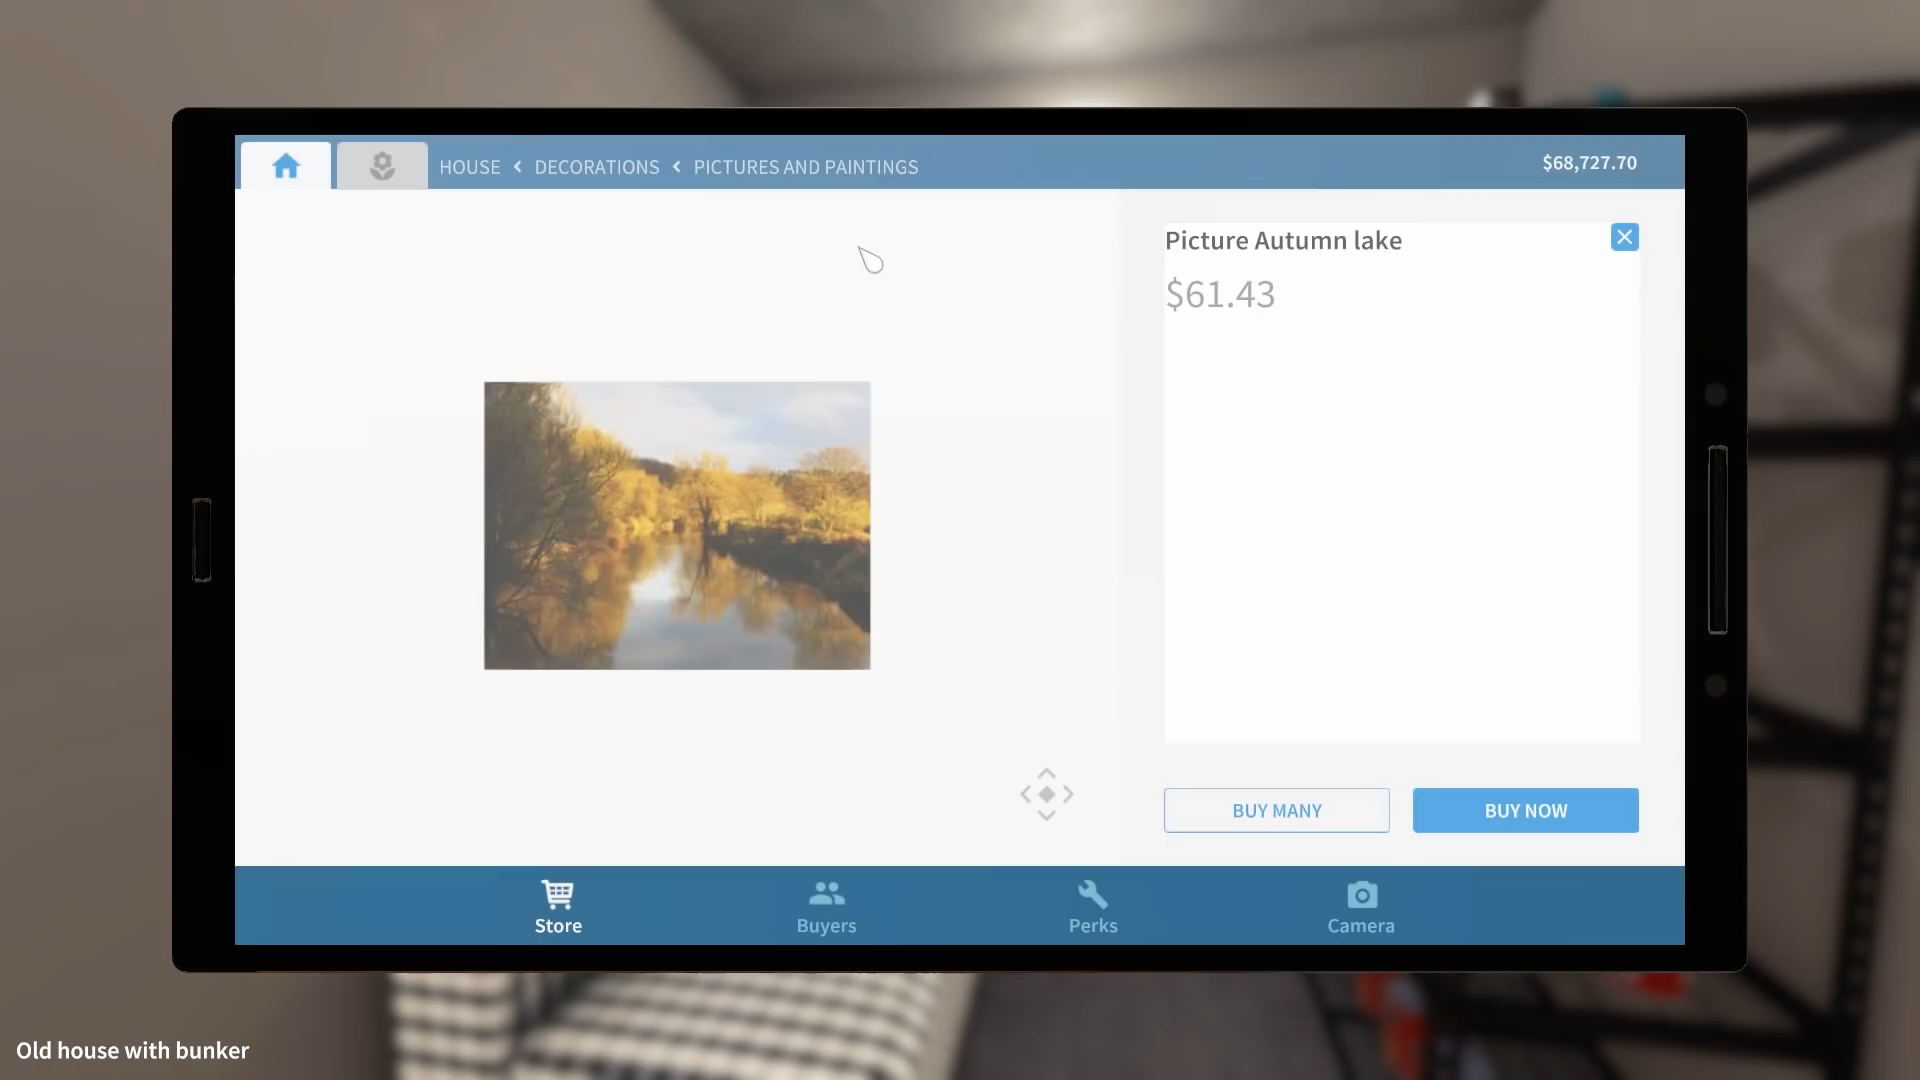 HOUSE DECORATIONS PICTURES AND PAINTINGS
$68,727.70
Picture Autumn lake
$61.43
BUY MANY
BUY NOW
Store
Buyers
Perks
Camera
Old house with bunker